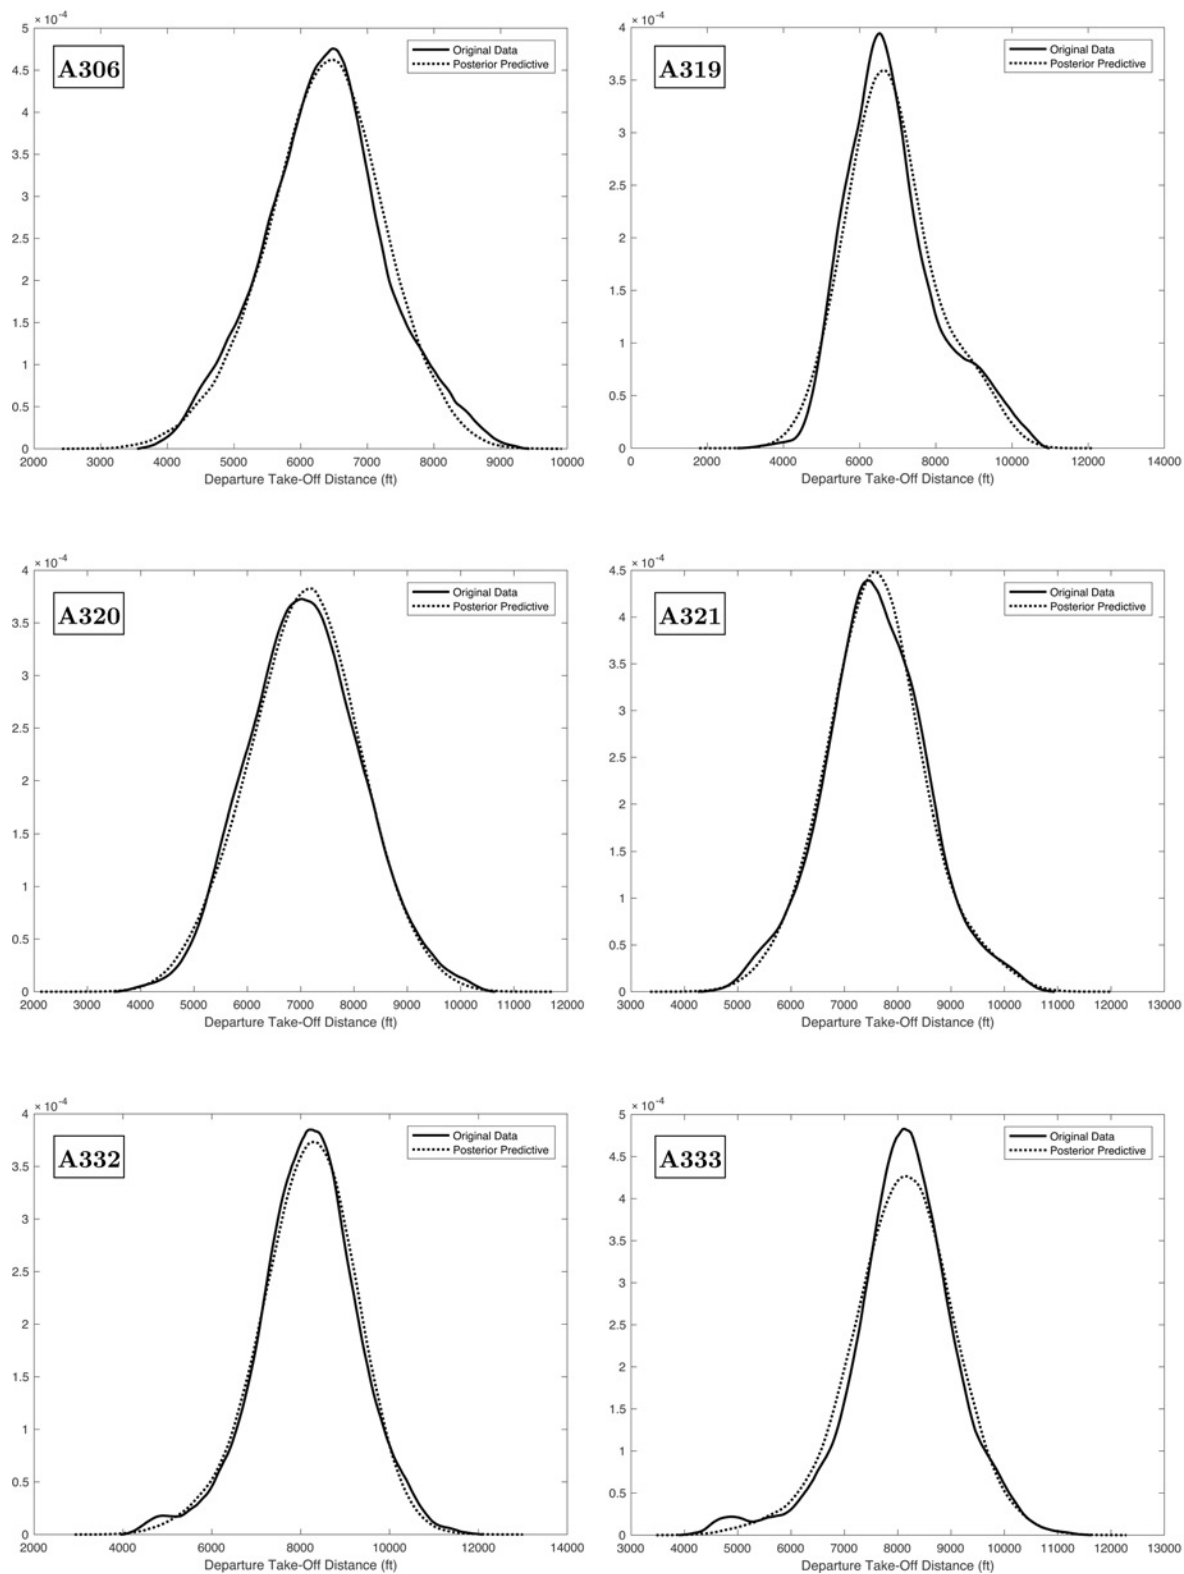 × 10⁻⁴
5
4.5
4
3.5
3
2.5
2
1.5
1
0.5
0
A306
Original Data
Posterior Predictive
2000 3000 4000 5000 6000 7000 8000 9000 10000
Departure Take-Off Distance (ft)
× 10⁻⁴
4
3.5
3
2.5
2
1.5
1
0.5
0
A319
Original Data
Posterior Predictive
0 2000 4000 6000 8000 10000 12000 14000
Departure Take-Off Distance (ft)
× 10⁻⁴
4
3.5
3
2.5
2
1.5
1
0.5
0
A320
Original Data
Posterior Predictive
2000 3000 4000 5000 6000 7000 8000 9000 10000 11000 12000
Departure Take-Off Distance (ft)
× 10⁻⁴
4.5
4
3.5
3
2.5
2
1.5
1
0.5
0
A321
Original Data
Posterior Predictive
3000 4000 5000 6000 7000 8000 9000 10000 11000 12000 13000
Departure Take-Off Distance (ft)
× 10⁻⁴
4
3.5
3
2.5
2
1.5
1
0.5
0
A332
Original Data
Posterior Predictive
2000 4000 6000 8000 10000 12000 14000
Departure Take-Off Distance (ft)
× 10⁻⁴
5
4.5
4
3.5
3
2.5
2
1.5
1
0.5
0
A333
Original Data
Posterior Predictive
3000 4000 5000 6000 7000 8000 9000 10000 11000 12000 13000
Departure Take-Off Distance (ft)